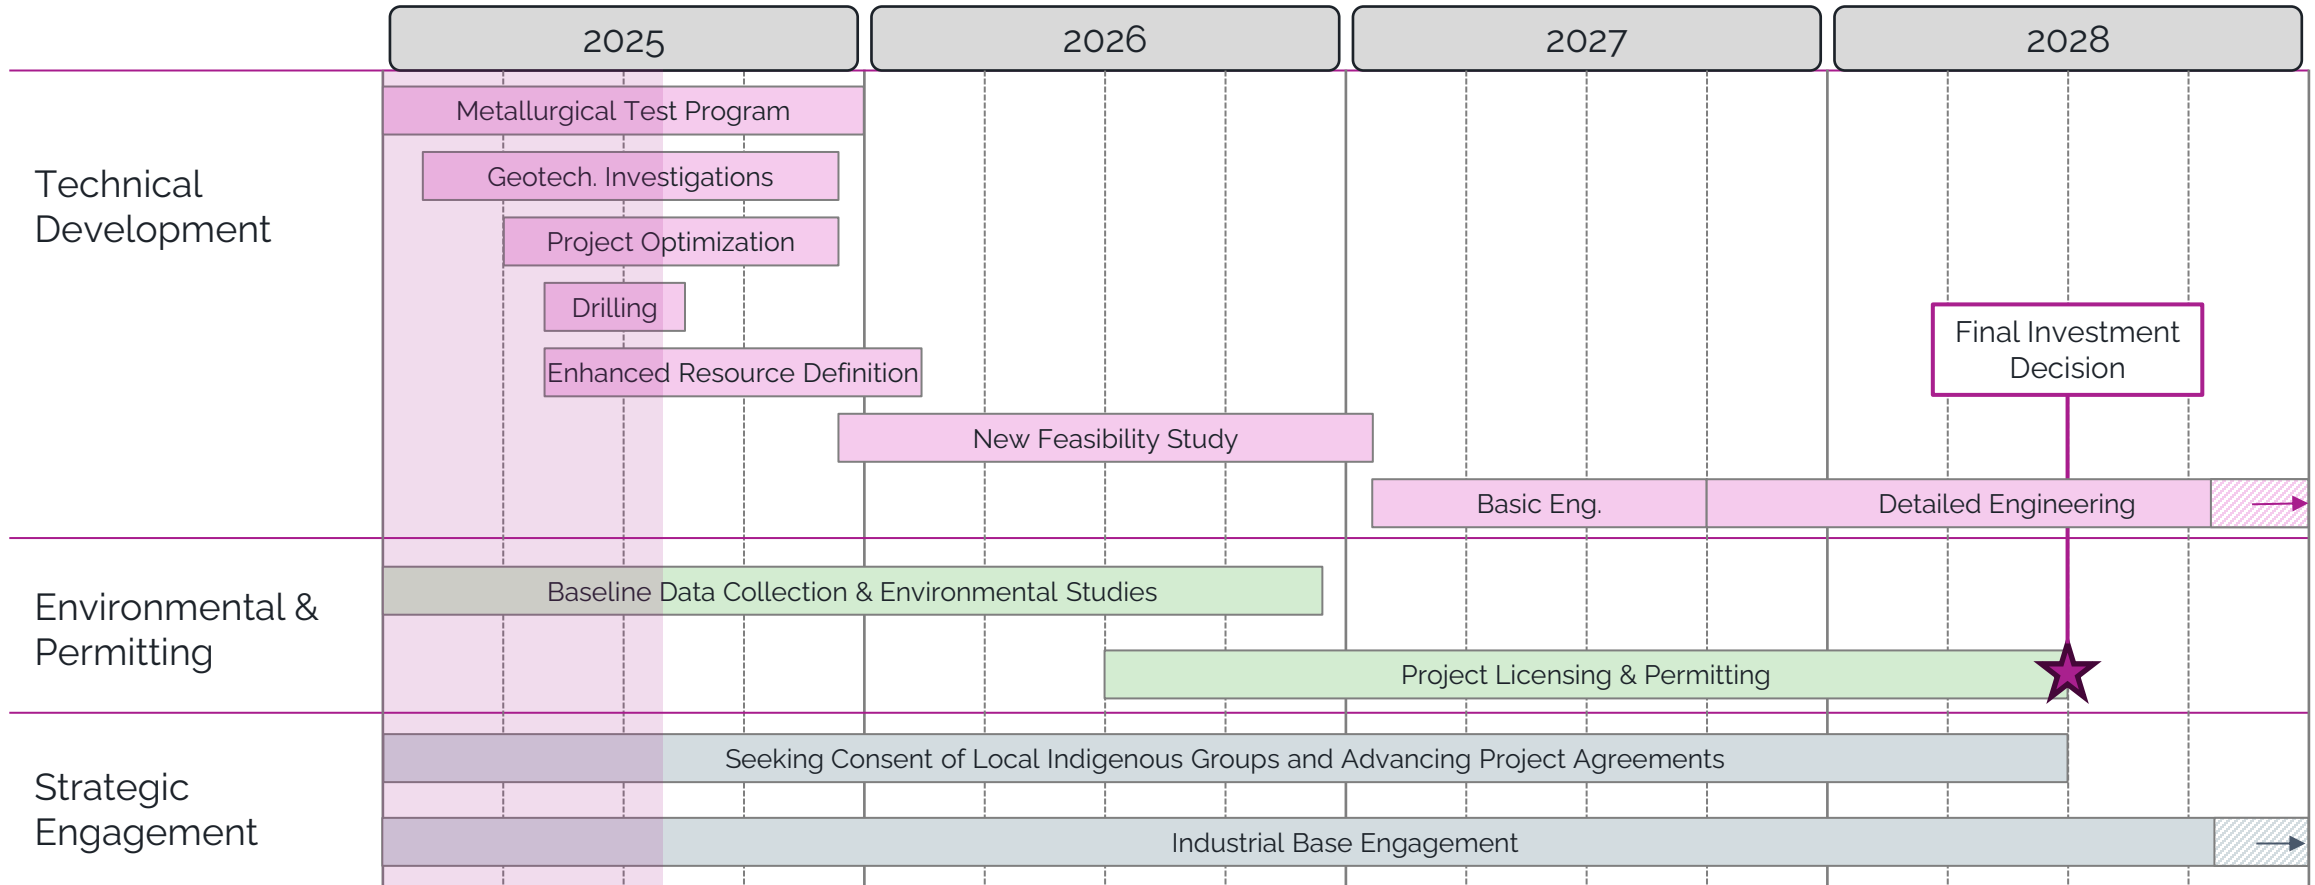 2025
2026
2027
2028
Technical
Development
Metallurgical Test Program
Geotech. Investigations
Project Optimization
Drilling
Enhanced Resource Definition
New Feasibility Study
Basic Eng.
Detailed Engineering
Final Investment
Decision
Environmental &
Permitting
Baseline Data Collection & Environmental Studies
Project Licensing & Permitting
Strategic
Engagement
Seeking Consent of Local Indigenous Groups and Advancing Project Agreements
Industrial Base Engagement